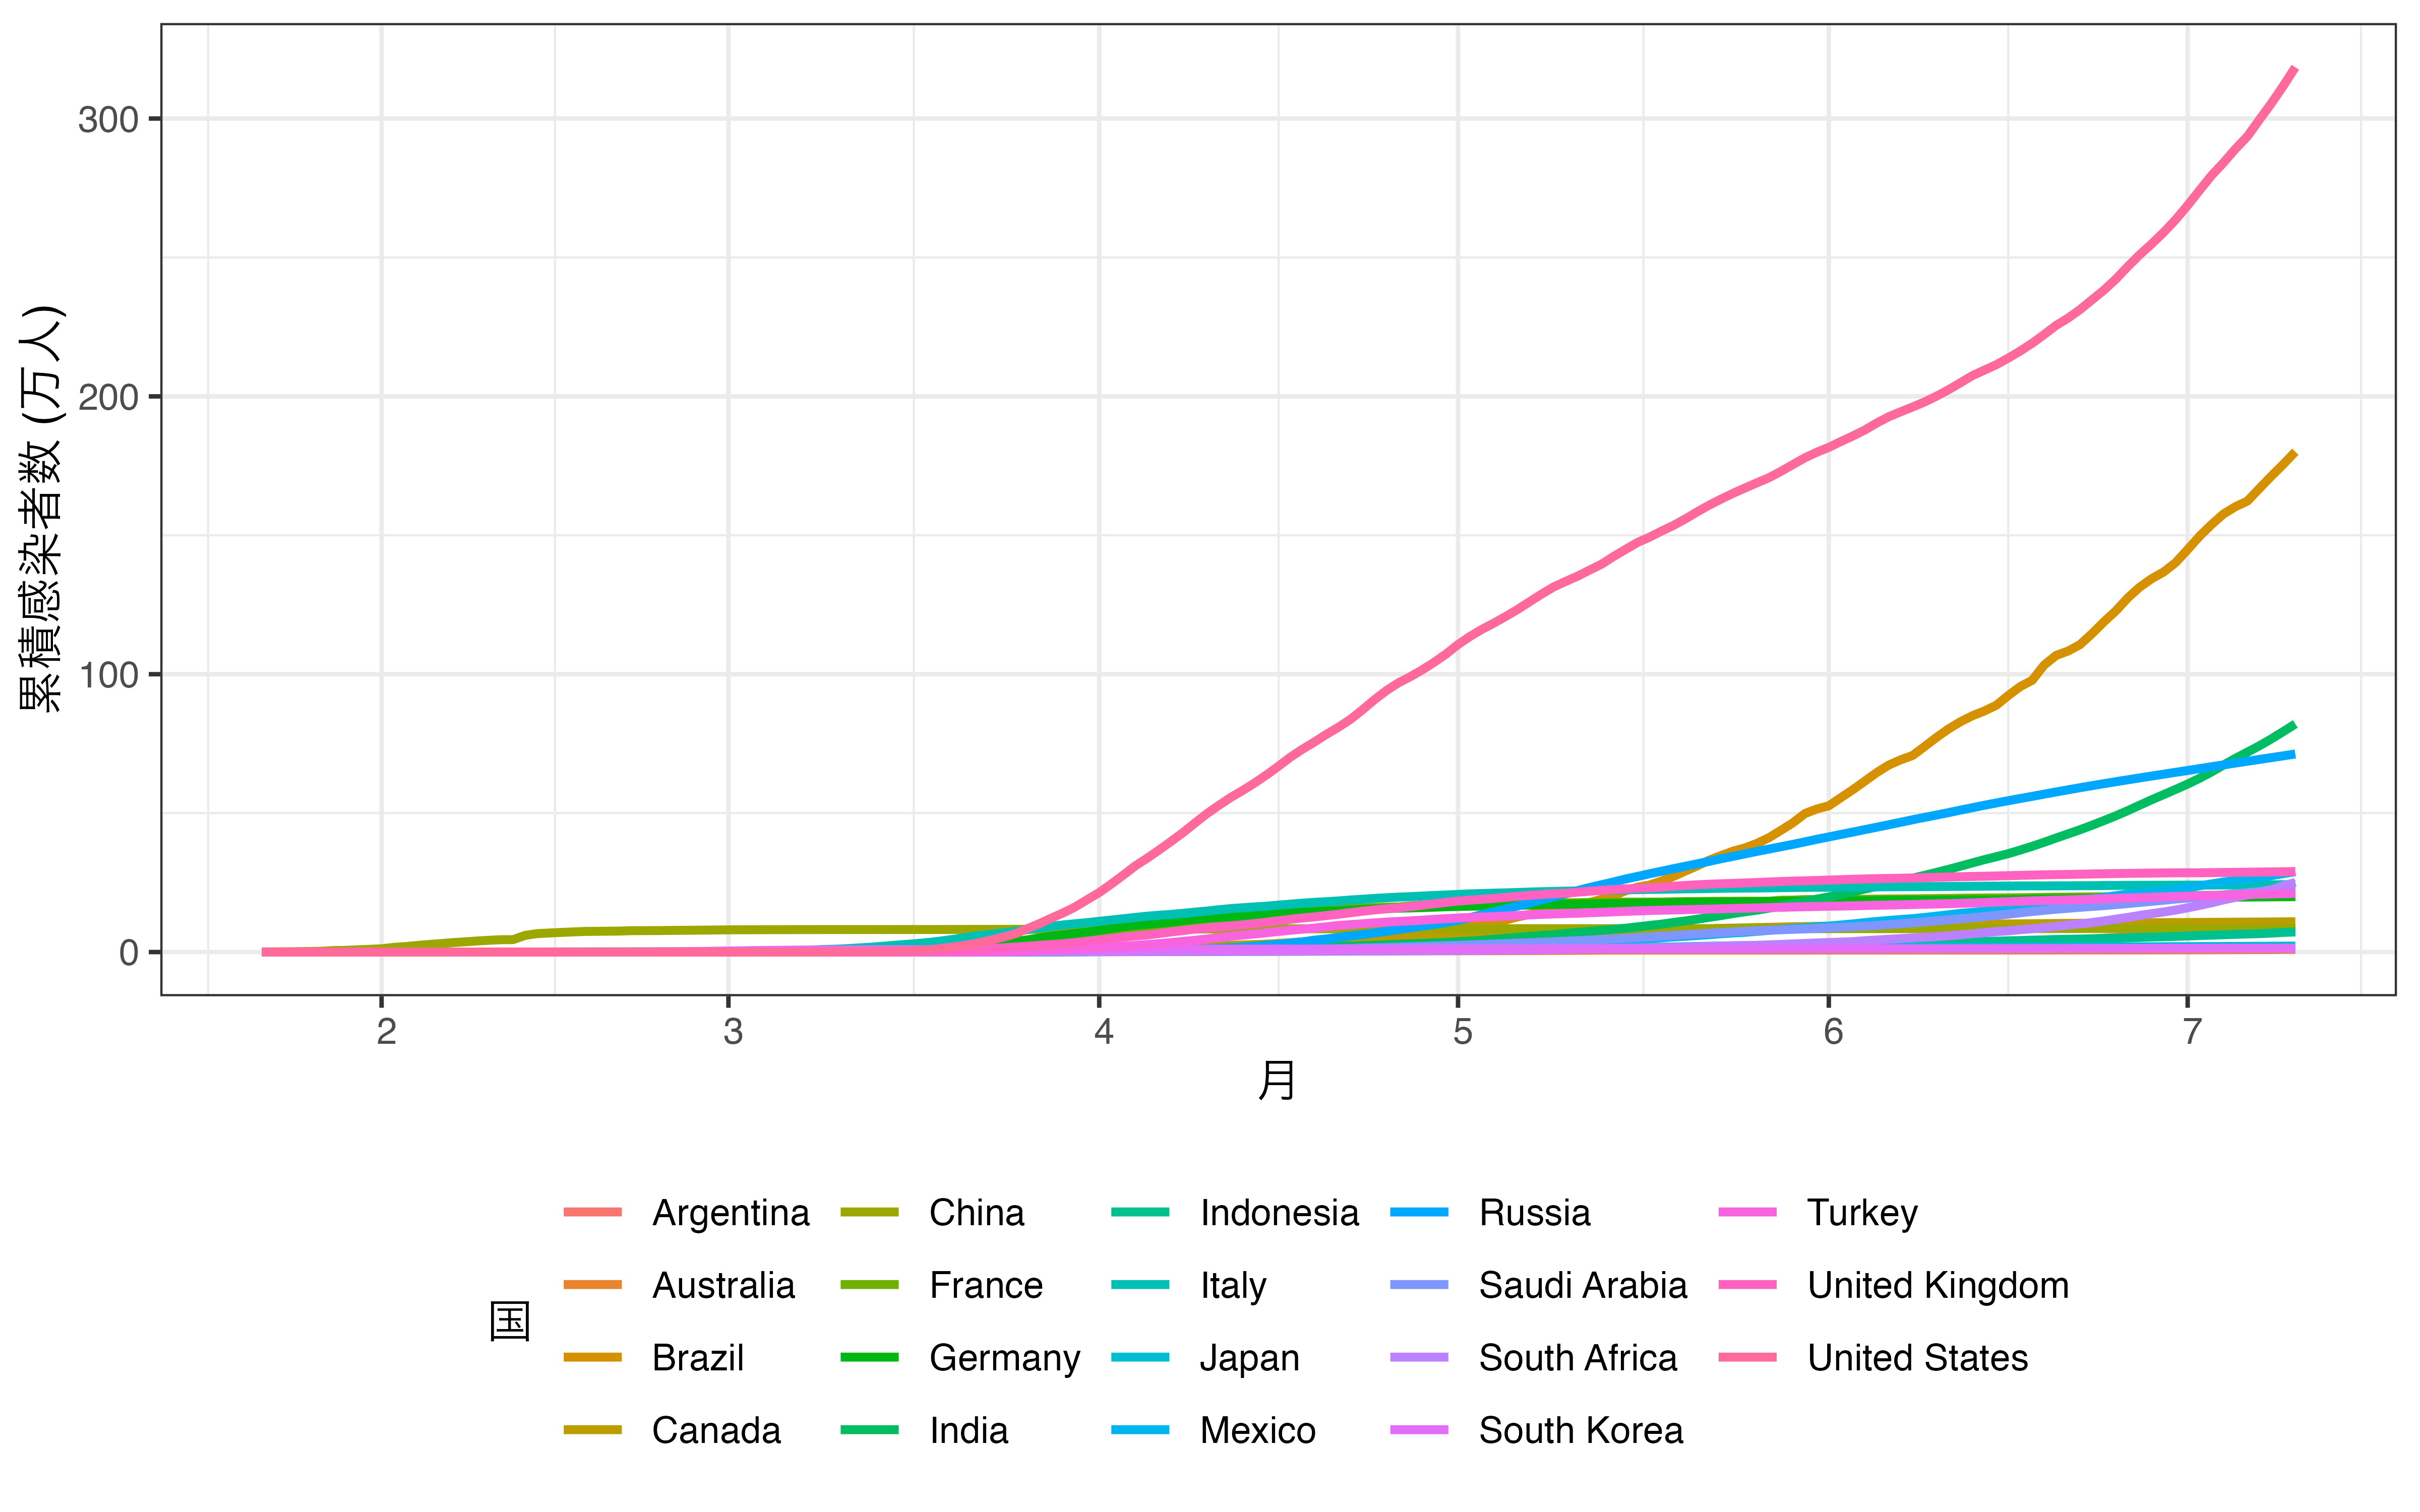 累積感染者数 (万人)
300
200
100
0
2 3 4 5 6 7
月
国
Argentina China Indonesia Russia Turkey
Australia France Italy Saudi Arabia United Kingdom
Brazil Germany Japan South Africa United States
Canada India Mexico South Korea